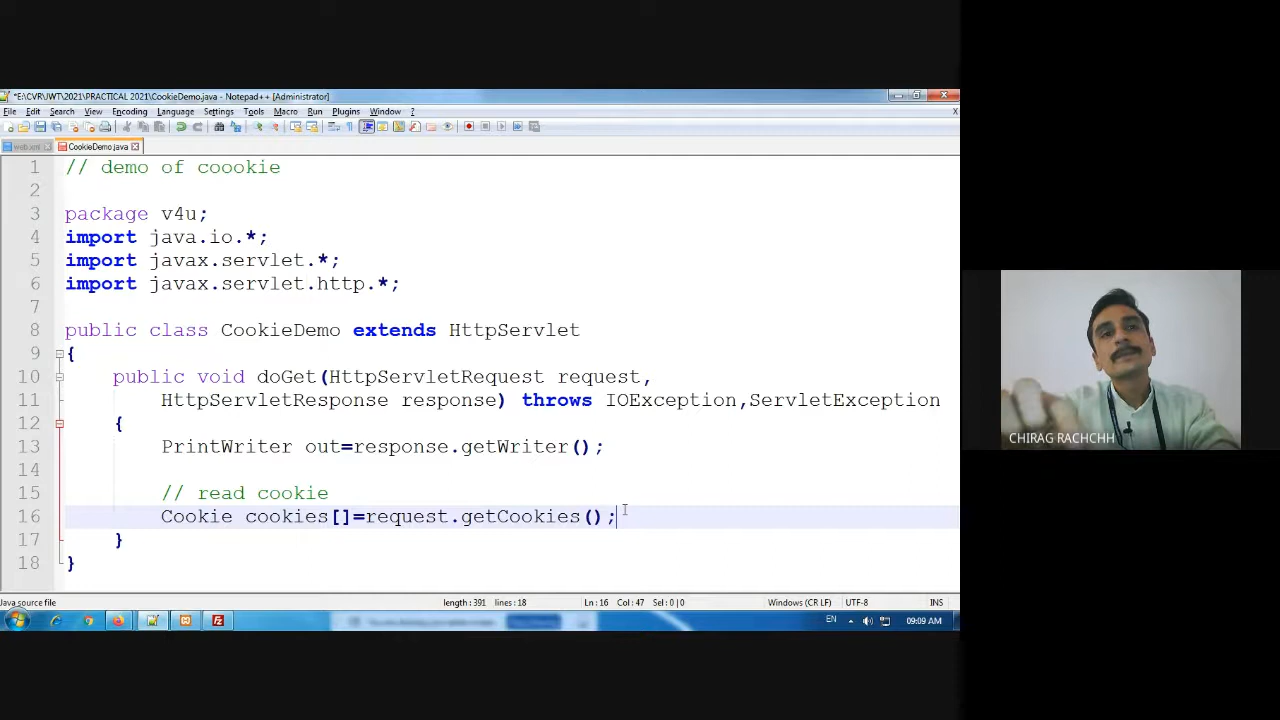 *E:\CVR\JWT\2021\PRACTICAL 2021\CookieDemo.java - Notepad++ [Administrator]
File Edit Search View Encoding Language Settings Tools Macro Run Plugins Window ? X
web.xml CookieDemo.java
1 // demo of coookie
2
3 package v4u;
4 import java.io.*;
5 import javax.servlet.*;
6 import javax.servlet.http.*;
7
8 public class CookieDemo extends HttpServlet
9 {
10 public void doGet(HttpServletRequest request,
11 HttpServletResponse response) throws IOException,ServletException
12 {
13 PrintWriter out=response.getWriter();
14
15 // read cookie
16 Cookie cookies[]=request.getCookies();
17 }
18 }
CHIRAG RACHCHH
Java source file length : 391 lines : 18 Ln : 16 Col : 47 Sel : 0 | 0 Windows (CR LF) UTF-8 INS
EN 09:09 AM